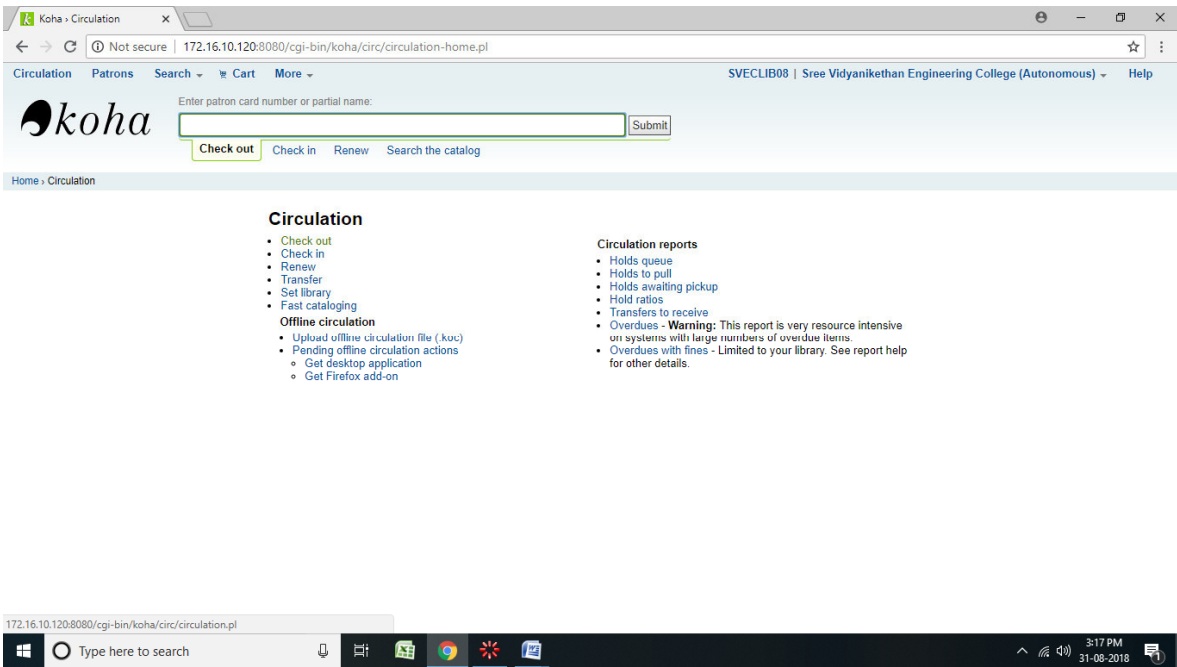 Koha › Circulation
Not secure | 172.16.10.120:8080/cgi-bin/koha/circ/circulation-home.pl
Circulation Patrons Search Cart More SVECLIB08 | Sree Vidyanikethan Engineering College (Autonomous) Help
koha
Enter patron card number or partial name:
Submit
Check out Check in Renew Search the catalog
Home › Circulation
Circulation
Check out
Check in
Renew
Transfer
Set library
Fast cataloging
Offline circulation
Upload offline circulation file (.koc)
Pending offline circulation actions
Get desktop application
Get Firefox add-on
Circulation reports
Holds queue
Holds to pull
Holds awaiting pickup
Hold ratios
Transfers to receive
Overdues - Warning: This report is very resource intensive
on systems with large numbers of overdue items.
Overdues with fines - Limited to your library. See report help
for other details.
172.16.10.120:8080/cgi-bin/koha/circ/circulation.pl
Type here to search
3:17 PM
31-08-2018
1